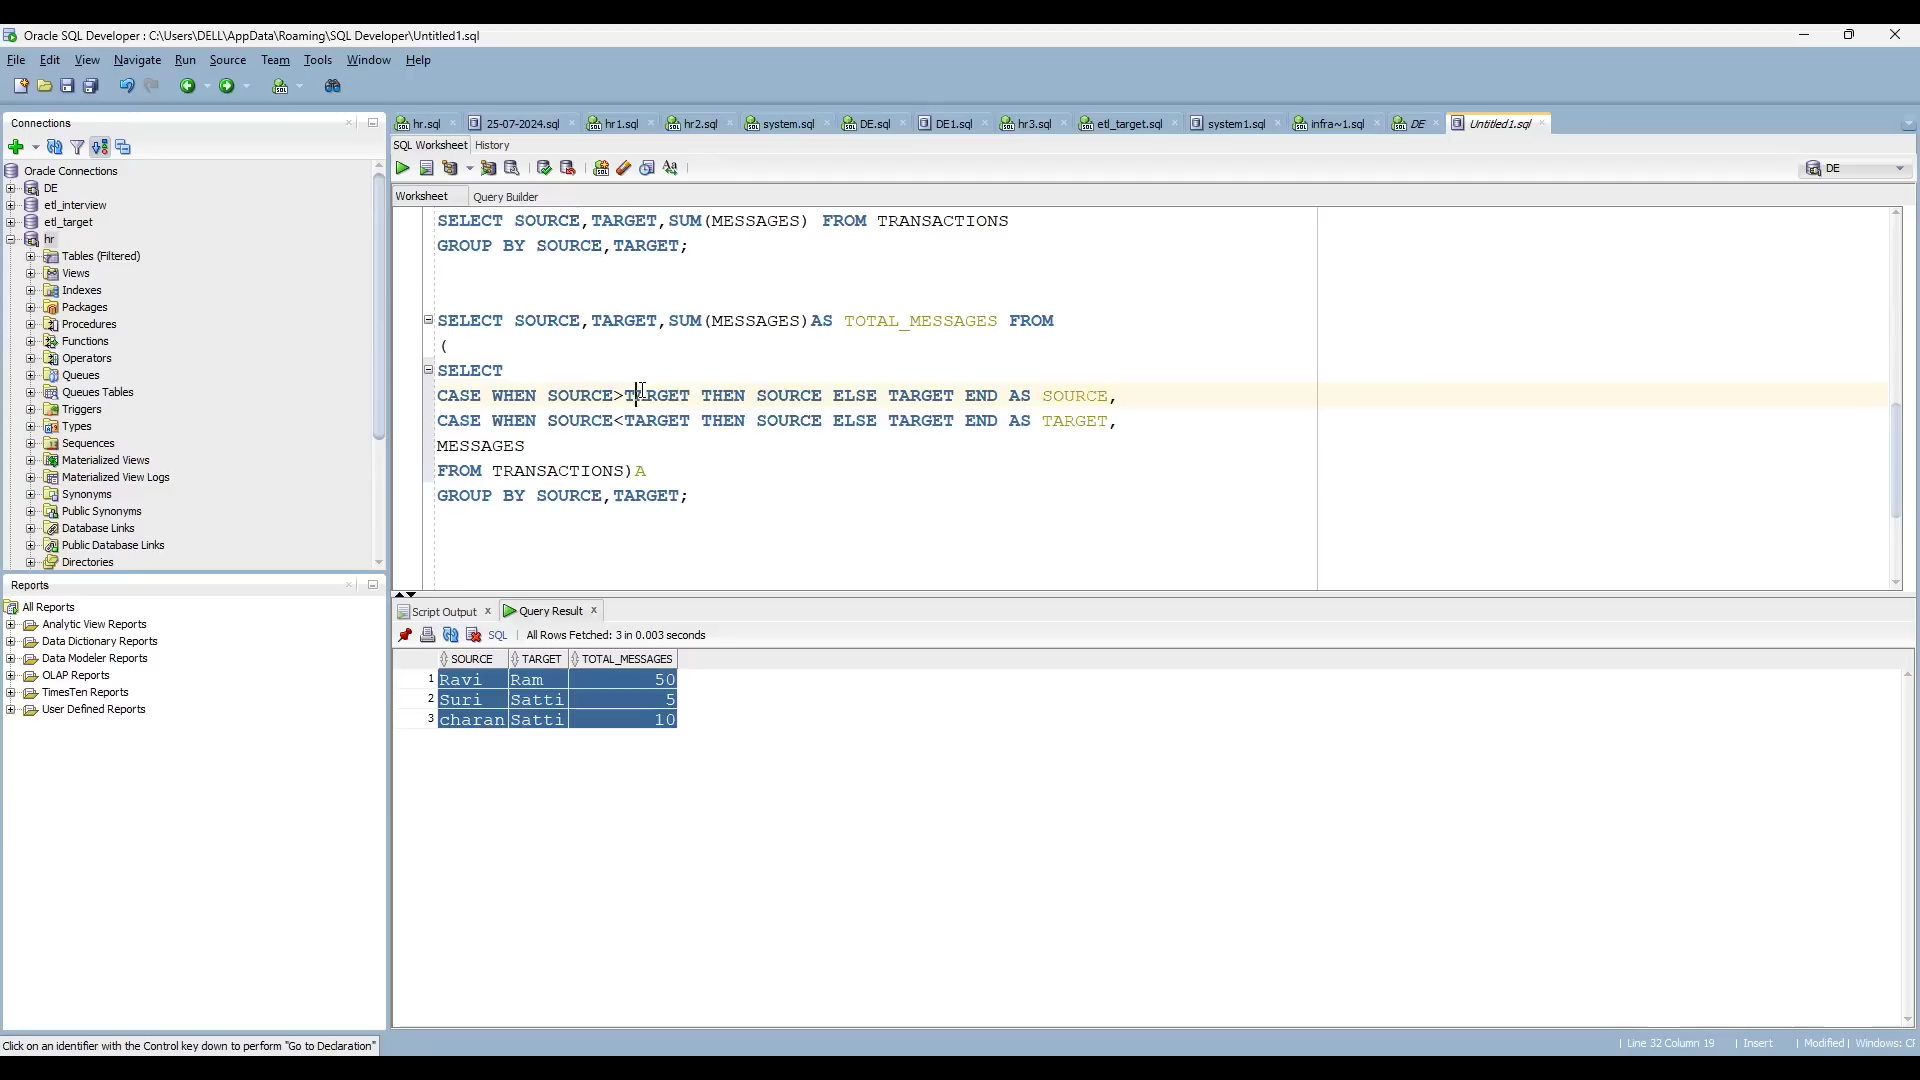 Oracle SQL Developer : C:\Users\DELL\AppData\Roaming\SQL Developer\Untitled1.sql
File Edit View Navigate Run Source Team Tools Window Help
Connections
Oracle Connections
DE
etl_interview
etl_target
hr
Tables (Filtered)
Views
Indexes
Packages
Procedures
Functions
Operators
Queues
Queues Tables
Triggers
Types
Sequences
Materialized Views
Materialized View Logs
Synonyms
Public Synonyms
Database Links
Public Database Links
Directories
Reports
All Reports
Analytic View Reports
Data Dictionary Reports
Data Modeler Reports
OLAP Reports
TimesTen Reports
User Defined Reports
hr.sql 25-07-2024.sql hr1.sql hr2.sql system.sql DE.sql DE1.sql hr3.sql etl_target.sql system1.sql infra~1.sql DE Untitled1.sql
SQL Worksheet History
DE
Worksheet Query Builder
SELECT SOURCE,TARGET,SUM(MESSAGES) FROM TRANSACTIONS
GROUP BY SOURCE,TARGET;
SELECT SOURCE,TARGET,SUM(MESSAGES)AS TOTAL_MESSAGES FROM
(
SELECT
CASE WHEN SOURCE>TARGET THEN SOURCE ELSE TARGET END AS SOURCE,
CASE WHEN SOURCE<TARGET THEN SOURCE ELSE TARGET END AS TARGET,
MESSAGES
FROM TRANSACTIONS)A
GROUP BY SOURCE,TARGET;
Script Output Query Result
SQL All Rows Fetched: 3 in 0.003 seconds
SOURCE TARGET TOTAL_MESSAGES
1 Ravi Ram 50
2 Suri Satti 5
3 charan Satti 10
Click on an identifier with the Control key down to perform "Go to Declaration"
Line 32 Column 19 Insert Modified Windows: CF